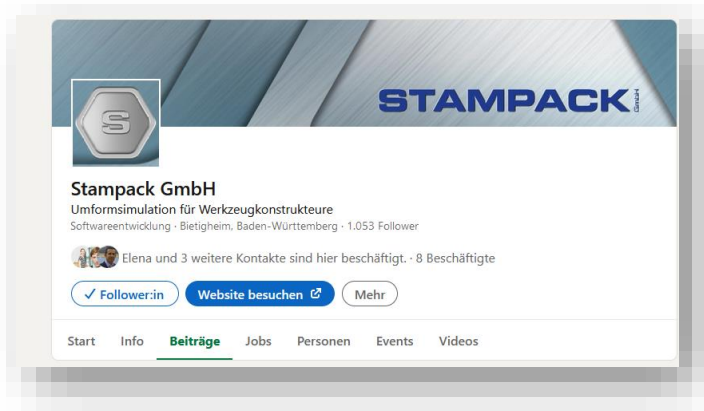 STAMPACK GmbH
S
Stampack GmbH
Umformsimulation für Werkzeugkonstrukteure
Softwareentwicklung · Bietigheim, Baden-Württemberg · 1.053 Follower
Elena und 3 weitere Kontakte sind hier beschäftigt. · 8 Beschäftigte
✓ Follower:in Website besuchen Mehr
Start Info Beiträge Jobs Personen Events Videos